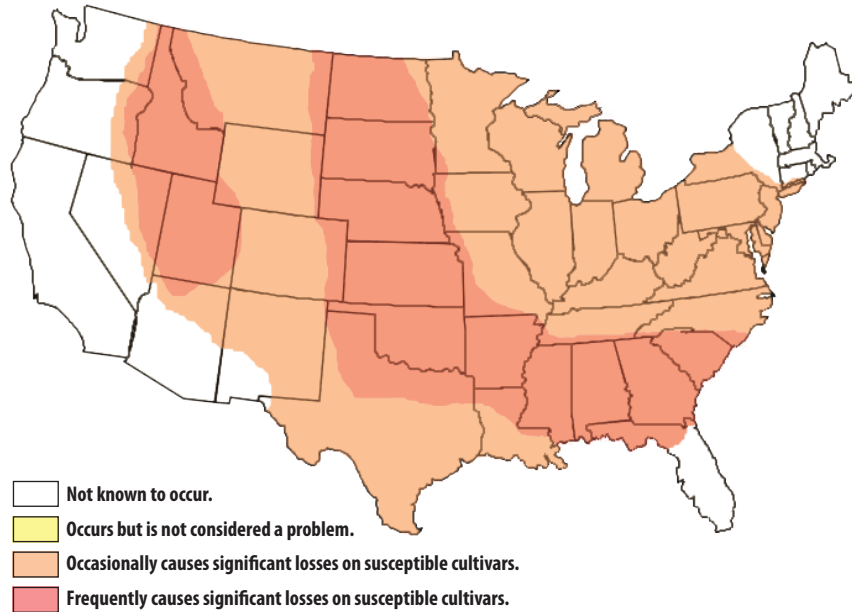 Not known to occur.
Occurs but is not considered a problem.
Occasionally causes significant losses on susceptible cultivars.
Frequently causes significant losses on susceptible cultivars.